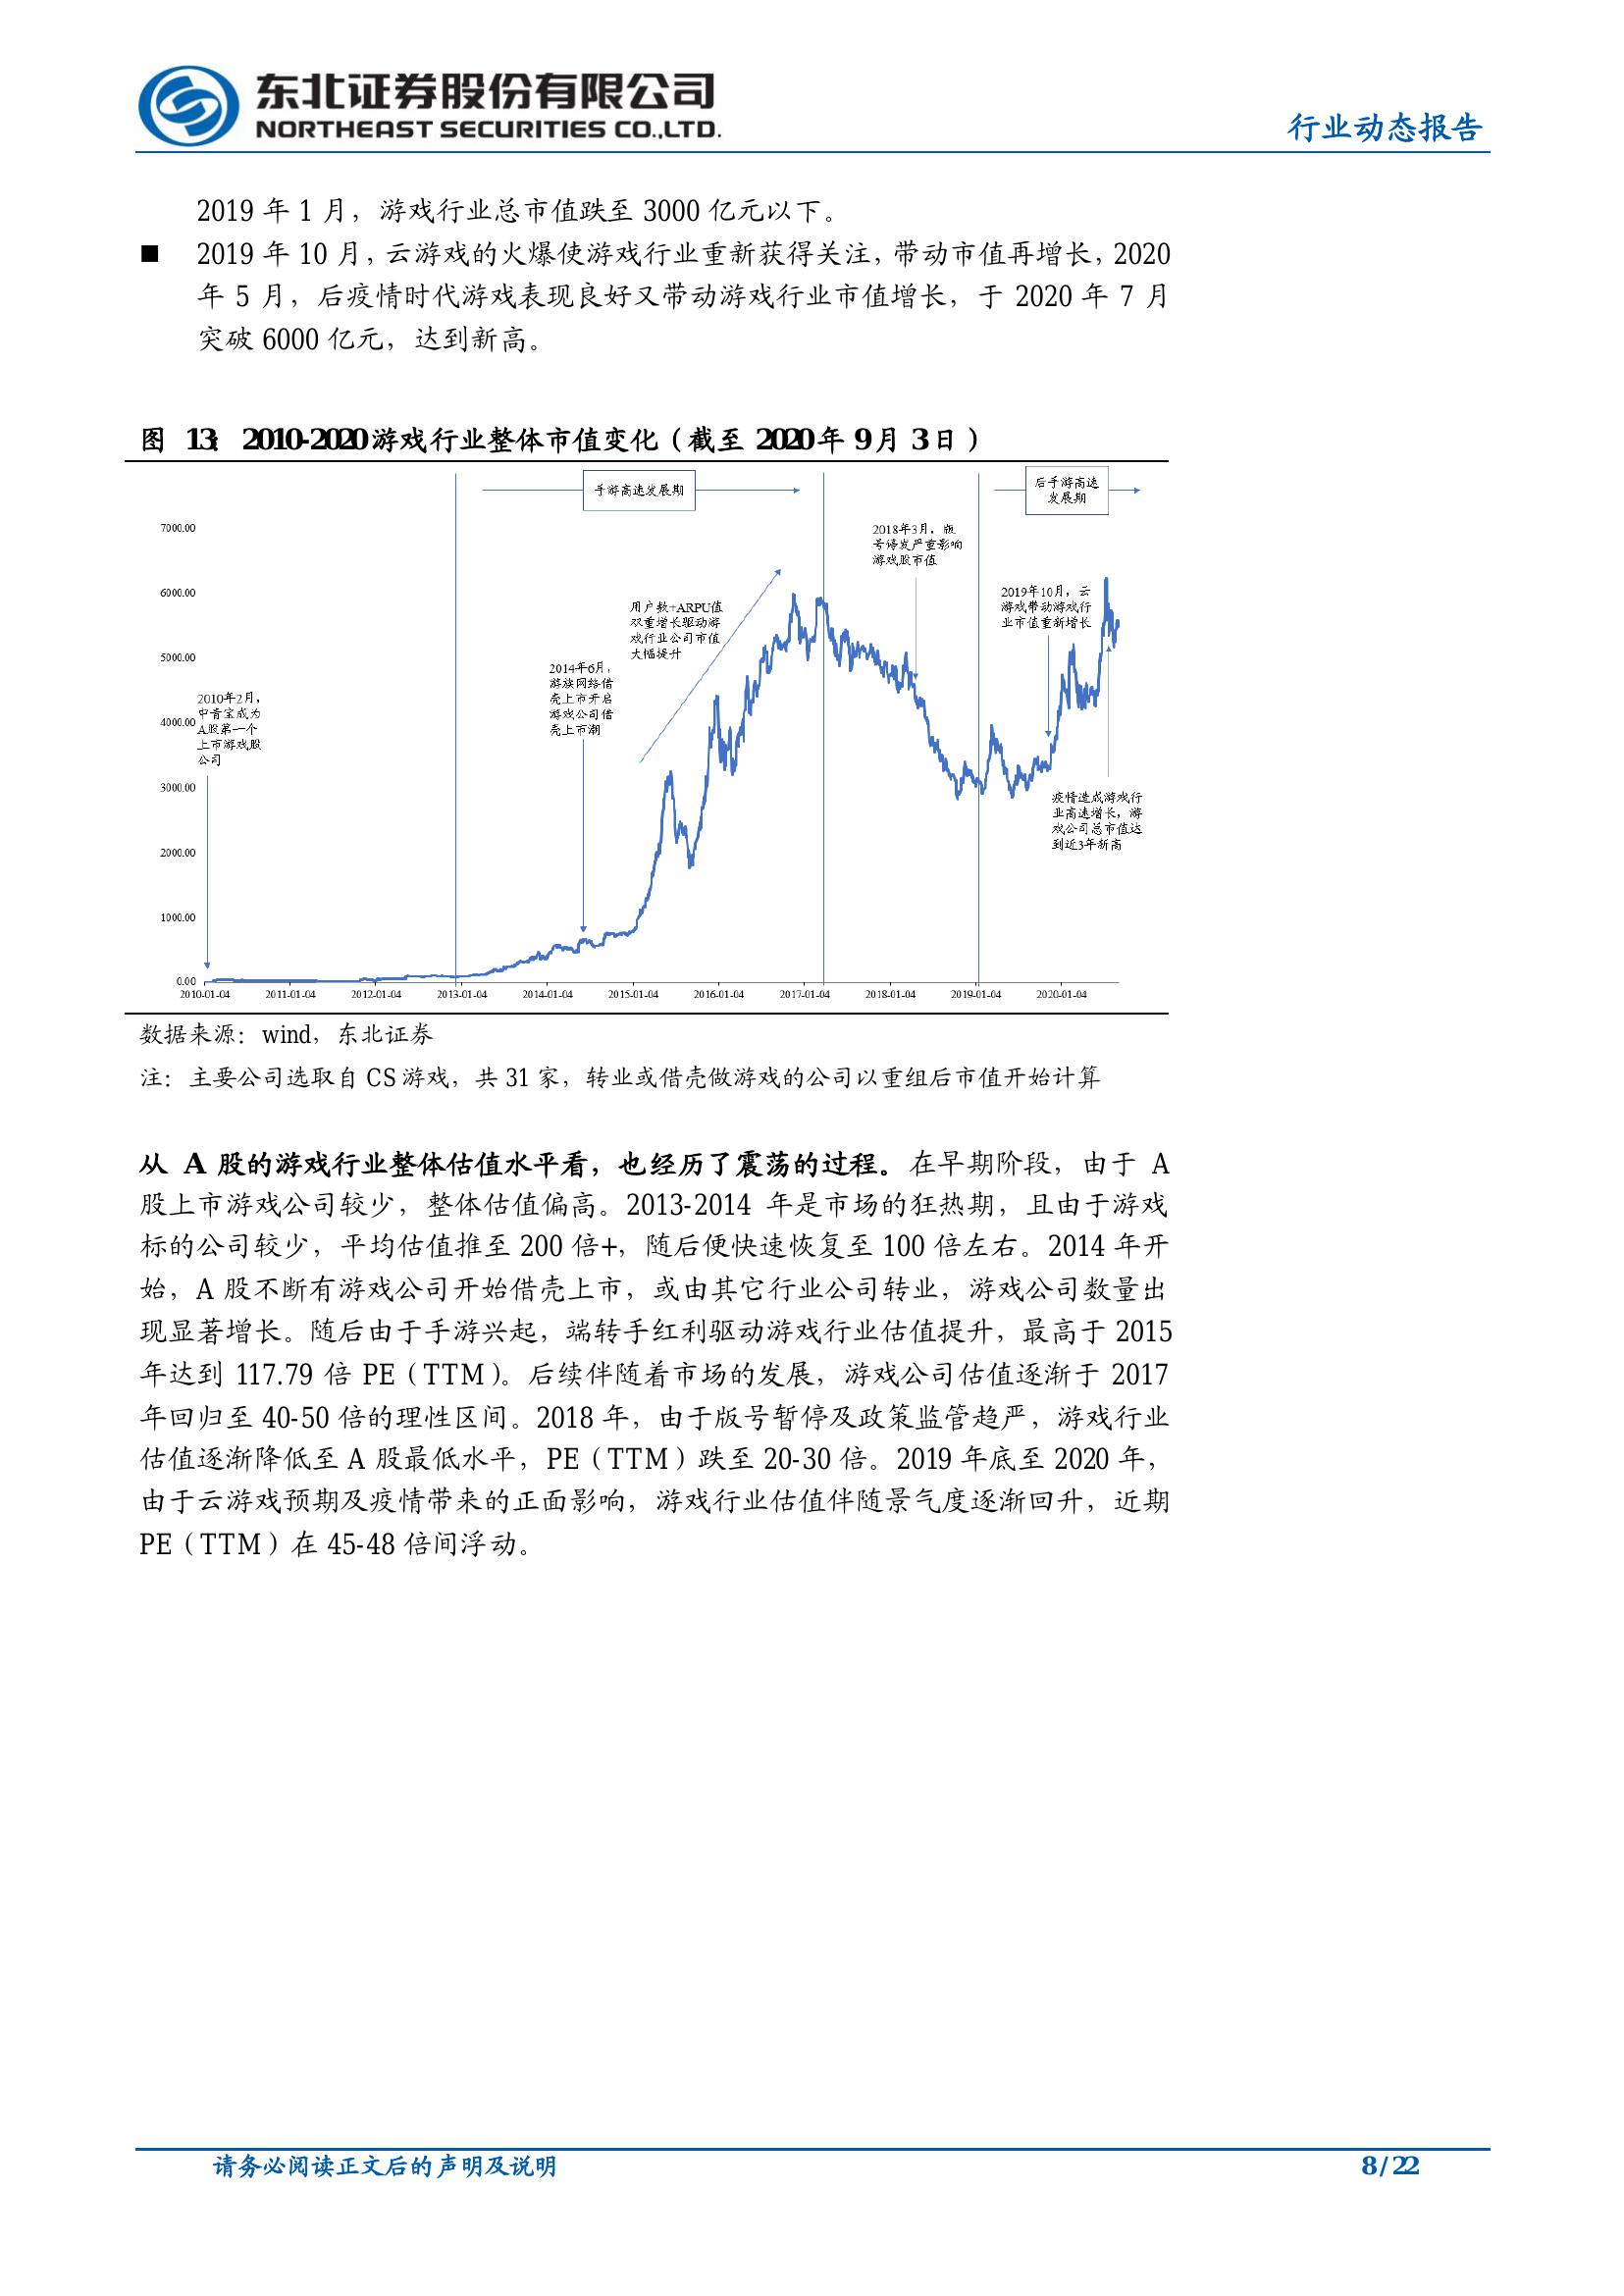 东北证券股份有限公司
NORTHEAST SECURITIES CO.,LTD.
行业动态报告
2019 年 1 月，游戏行业总市值跌至 3000 亿元以下。
■ 2019 年 10 月，云游戏的火爆使游戏行业重新获得关注，带动市值再增长，2020
年 5 月，后疫情时代游戏表现良好又带动游戏行业市值增长，于 2020 年 7 月
突破 6000 亿元，达到新高。
图 13：2010-2020 游戏行业整体市值变化（截至 2020 年 9 月 3 日）
手游高速发展期
后手游高速
发展期
7000.00
6000.00
5000.00
4000.00
3000.00
2000.00
1000.00
0.00
2010年2月，
中青宝成为
A股第一个
上市游戏股
公司
2014年6月，
游族网络借
壳上市开启
游戏公司借
壳上市潮
用户数+ARPU值
双重增长驱动游
戏行业公司市值
大幅提升
2018年3月，版
号停发严重影响
游戏股市值
2019年10月，云
游戏带动游戏行
业市值重新增长
疫情造成游戏行
业高速增长，游
戏公司总市值达
到近3年新高
2010-01-04 2011-01-04 2012-01-04 2013-01-04 2014-01-04 2015-01-04 2016-01-04 2017-01-04 2018-01-04 2019-01-04 2020-01-04
数据来源：wind，东北证券
注：主要公司选取自 CS 游戏，共 31 家，转业或借壳做游戏的公司以重组后市值开始计算
从 A 股的游戏行业整体估值水平看，也经历了震荡的过程。在早期阶段，由于 A
股上市游戏公司较少，整体估值偏高。2013-2014 年是市场的狂热期，且由于游戏
标的公司较少，平均估值推至 200 倍+，随后便快速恢复至 100 倍左右。2014 年开
始，A 股不断有游戏公司开始借壳上市，或由其它行业公司转业，游戏公司数量出
现显著增长。随后由于手游兴起，端转手红利驱动游戏行业估值提升，最高于 2015
年达到 117.79 倍 PE（TTM）。后续伴随着市场的发展，游戏公司估值逐渐于 2017
年回归至 40-50 倍的理性区间。2018 年，由于版号暂停及政策监管趋严，游戏行业
估值逐渐降低至 A 股最低水平，PE（TTM）跌至 20-30 倍。2019 年底至 2020 年，
由于云游戏预期及疫情带来的正面影响，游戏行业估值伴随景气度逐渐回升，近期
PE（TTM）在 45-48 倍间浮动。
请务必阅读正文后的声明及说明
8 / 22